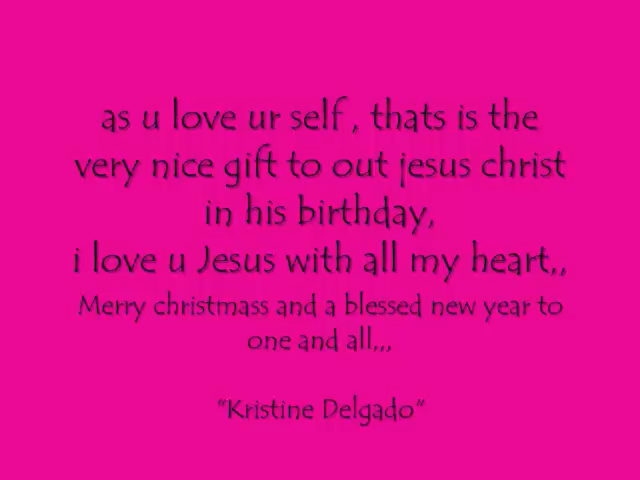 as u love ur self , thats is the
very nice gift to out jesus christ
in his birthday,
i love u Jesus with all my heart,,
Merry christmass and a blessed new year to
one and all,,,
"Kristine Delgado"